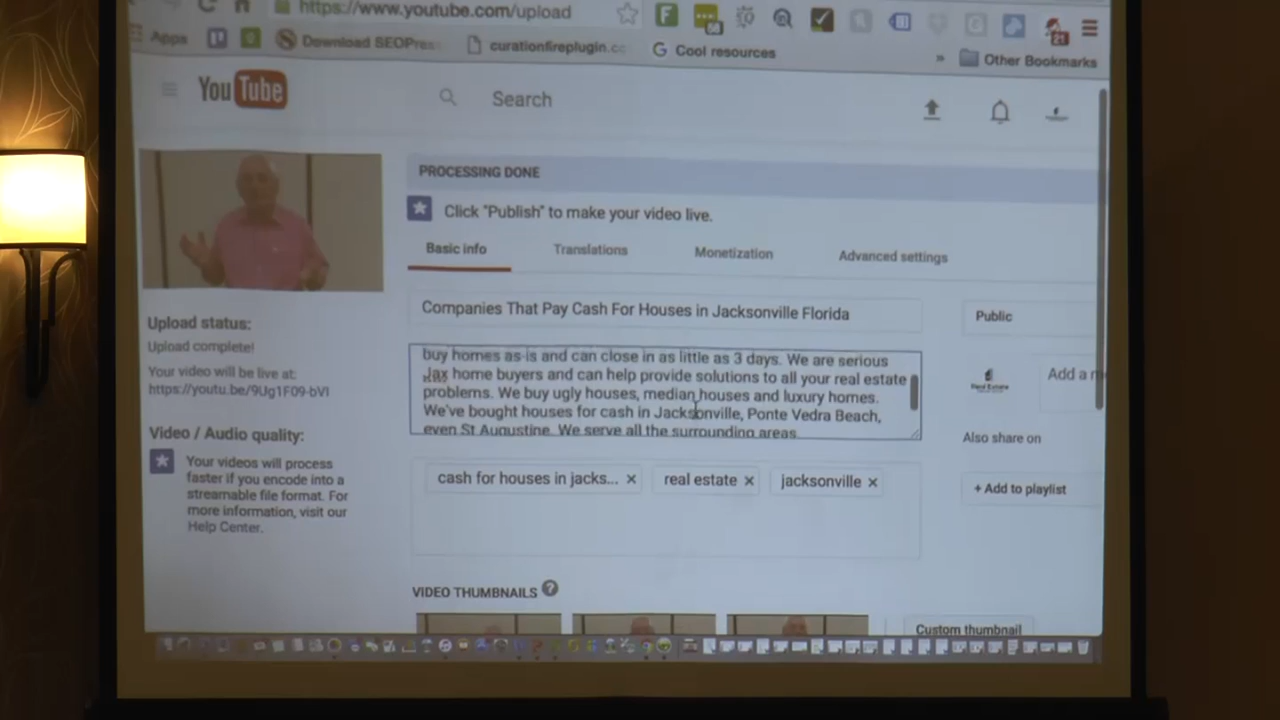 https://www.youtube.com/upload
Apps
Download SEOPres
curationfireplugin.cc
Cool resources
»
Other Bookmarks
21
YouTube
Search
PROCESSING DONE
Click "Publish" to make your video live.
Basic info
Translations
Monetization
Advanced settings
Upload status:
Upload complete!
Your video will be live at:
https://youtu.be/9Ug1F09-bVI
Video / Audio quality:
Your videos will process
faster if you encode into a
streamable file format. For
more information, visit our
Help Center.
Companies That Pay Cash For Houses in Jacksonville Florida
buy homes as-is and can close in as little as 3 days. We are serious
Jax home buyers and can help provide solutions to all your real estate
problems. We buy ugly houses, median houses and luxury homes.
We've bought houses for cash in Jacksonville, Ponte Vedra Beach,
even St Augustine. We serve all the surrounding areas
cash for houses in jacks... ×
real estate ×
jacksonville ×
Public
Add a m
Also share on
+ Add to playlist
VIDEO THUMBNAILS ?
Custom thumbnail